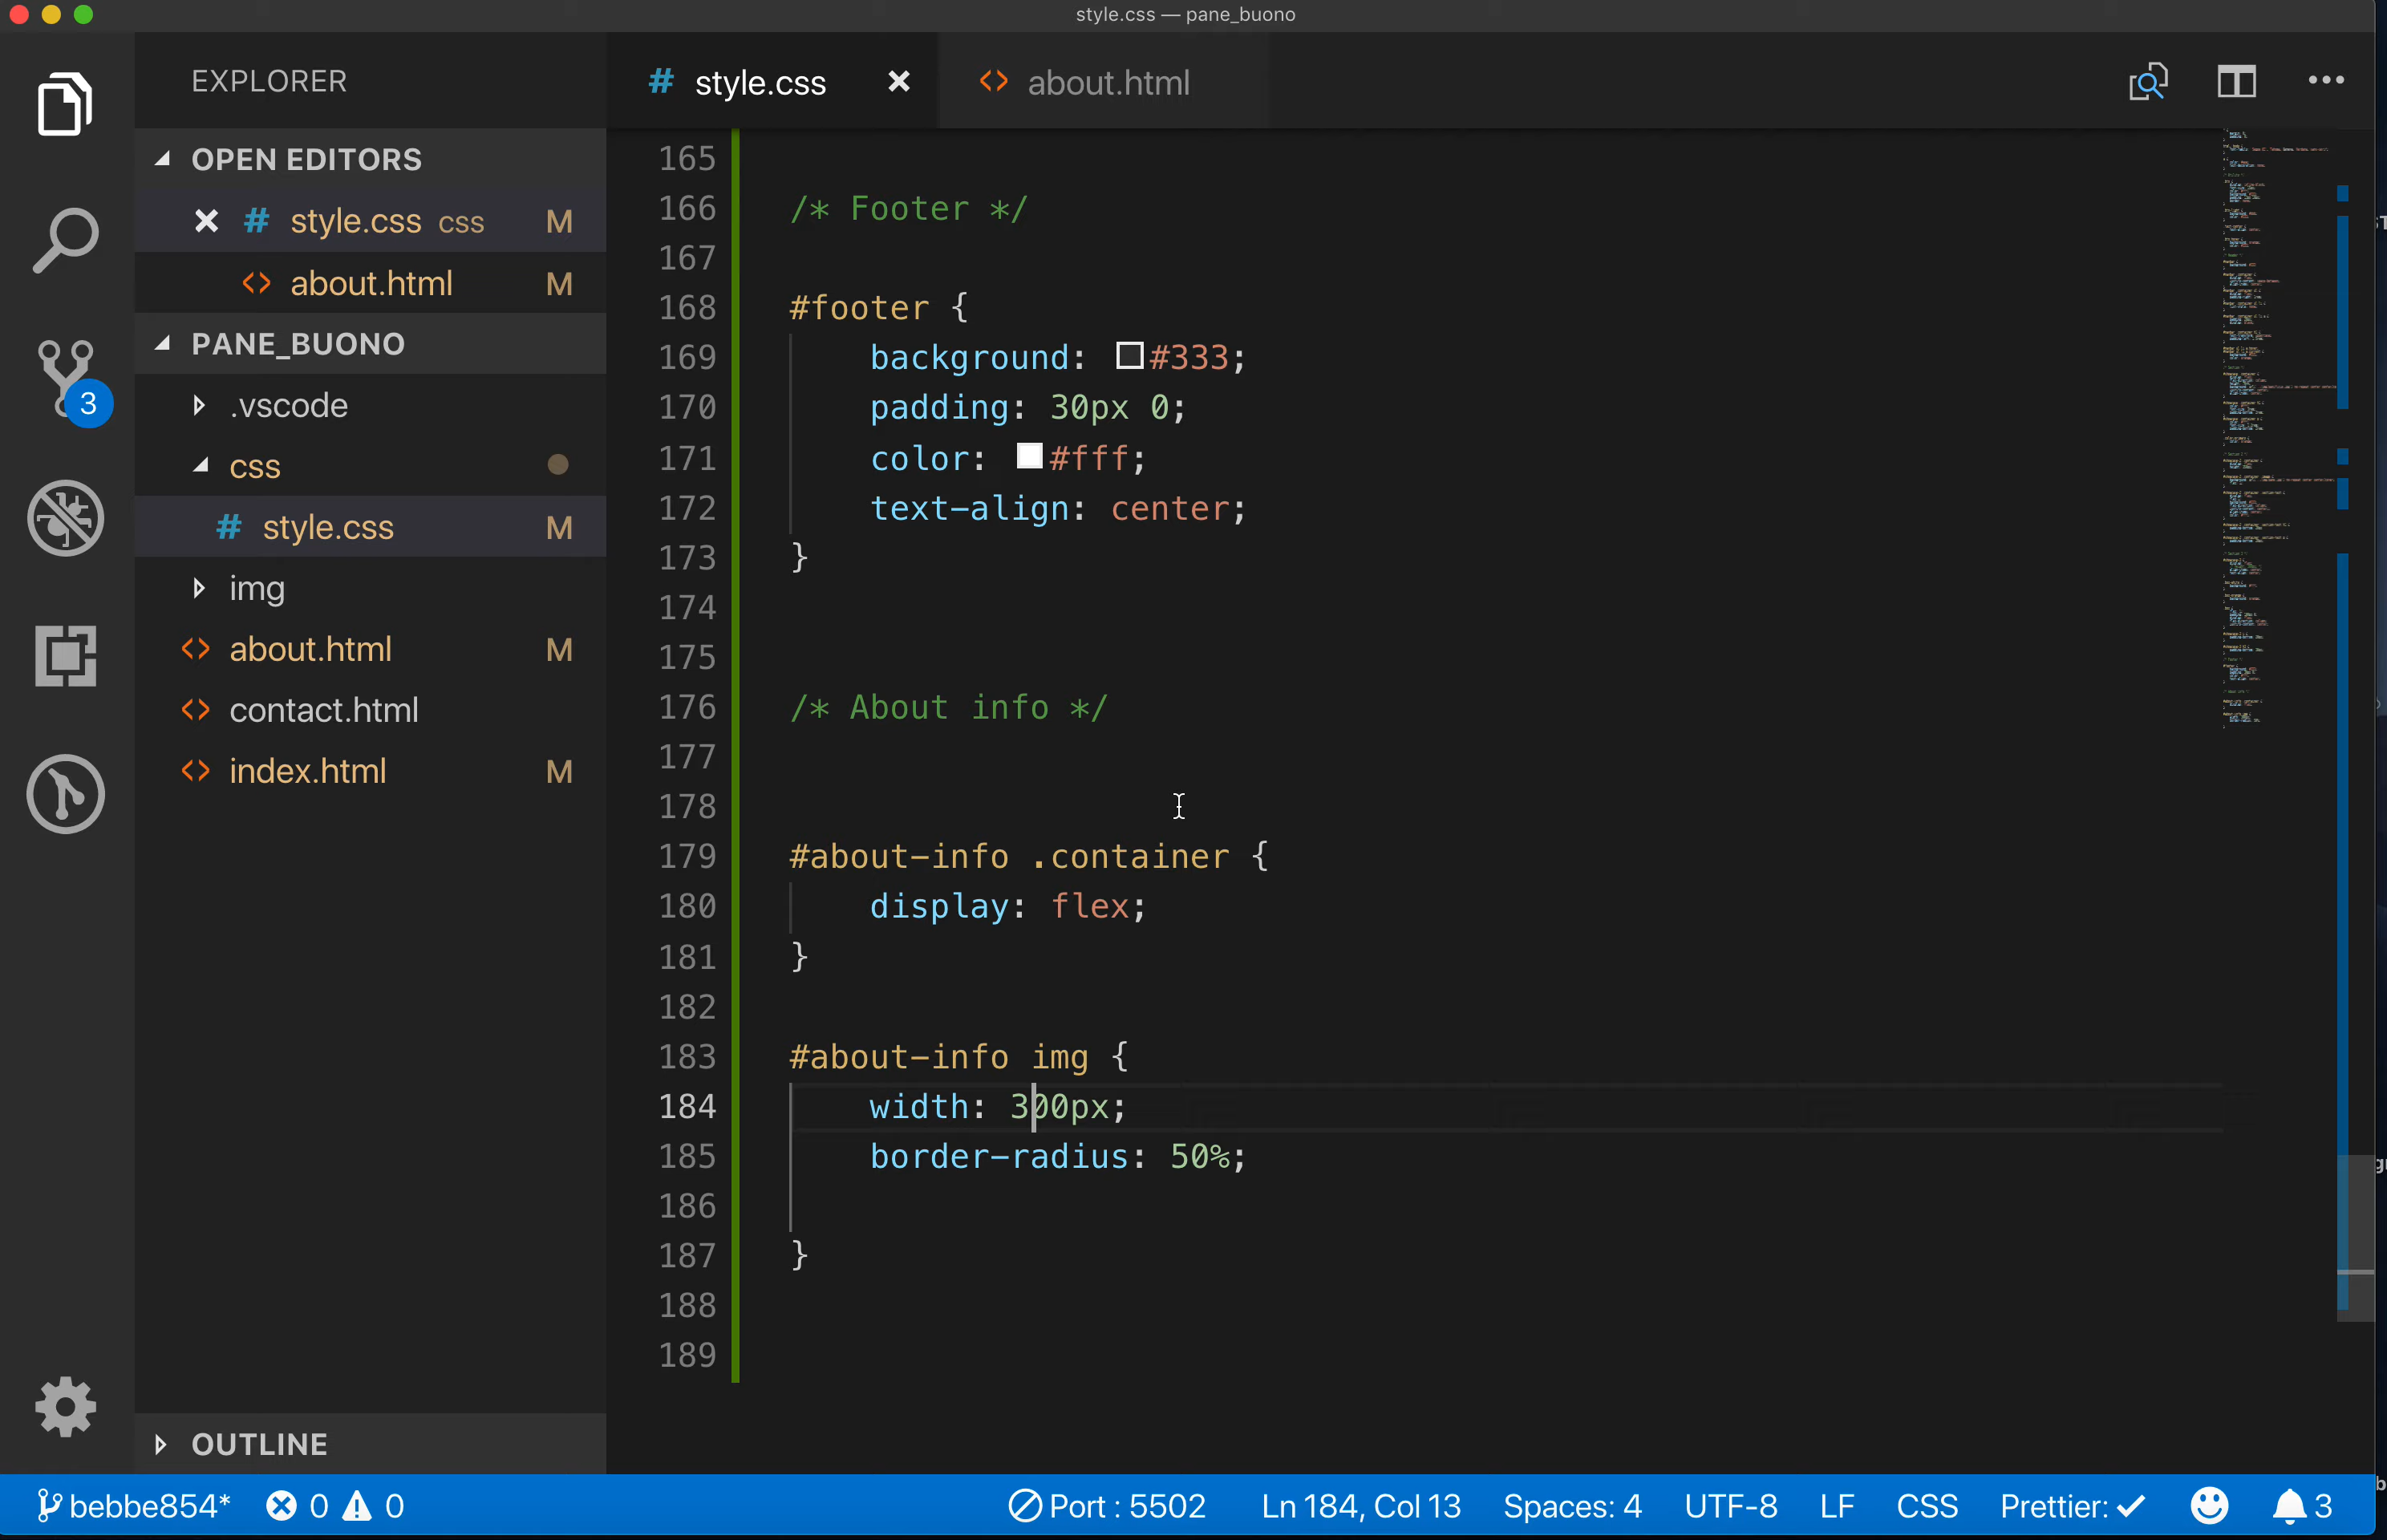 style.css — pane_buono
EXPLORER
style.css
about.html
OPEN EDITORS
style.css css M
about.html M
PANE_BUONO
.vscode
css
style.css M
img
about.html M
contact.html
index.html M
OUTLINE
3
165
166 /* Footer */
167
168 #footer {
169 background: #333;
170 padding: 30px 0;
171 color: #fff;
172 text-align: center;
173 }
174
175
176 /* About info */
177
178
179 #about-info .container {
180 display: flex;
181 }
182
183 #about-info img {
184 width: 300px;
185 border-radius: 50%;
186
187 }
188
189
bebbe854* 0 0 Port : 5502 Ln 184, Col 13 Spaces: 4 UTF-8 LF CSS Prettier: 3